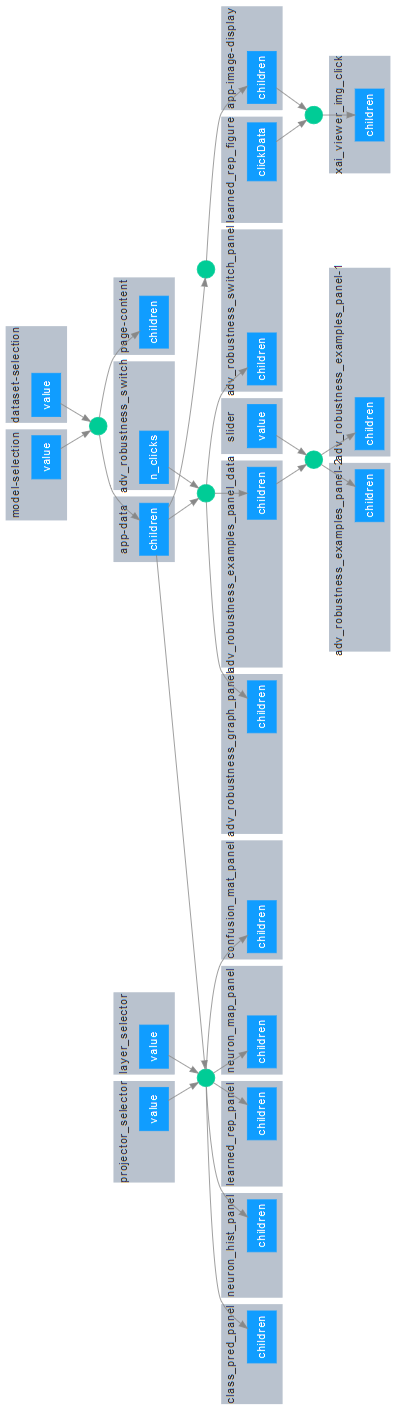 app-image-display
children
learned_rep_figure
clickData
xai_viewer_img_click
children
dataset-selection
value
model-selection
value
page-content
children
adv_robustness_switch
n_clicks
app-data
children
adv_robustness_switch_panel
children
slider
value
adv_robustness_examples_panel_data
children
adv_robustness_graph_panel
children
adv_robustness_examples_panel-1
children
adv_robustness_examples_panel-2
children
layer_selector
value
projector_selector
value
confusion_mat_panel
children
neuron_map_panel
children
learned_rep_panel
children
neuron_hist_panel
children
class_pred_panel
children